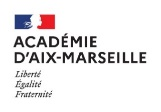 ACADÉMIE
D'AIX-MARSEILLE
Liberté
Égalité
Fraternité